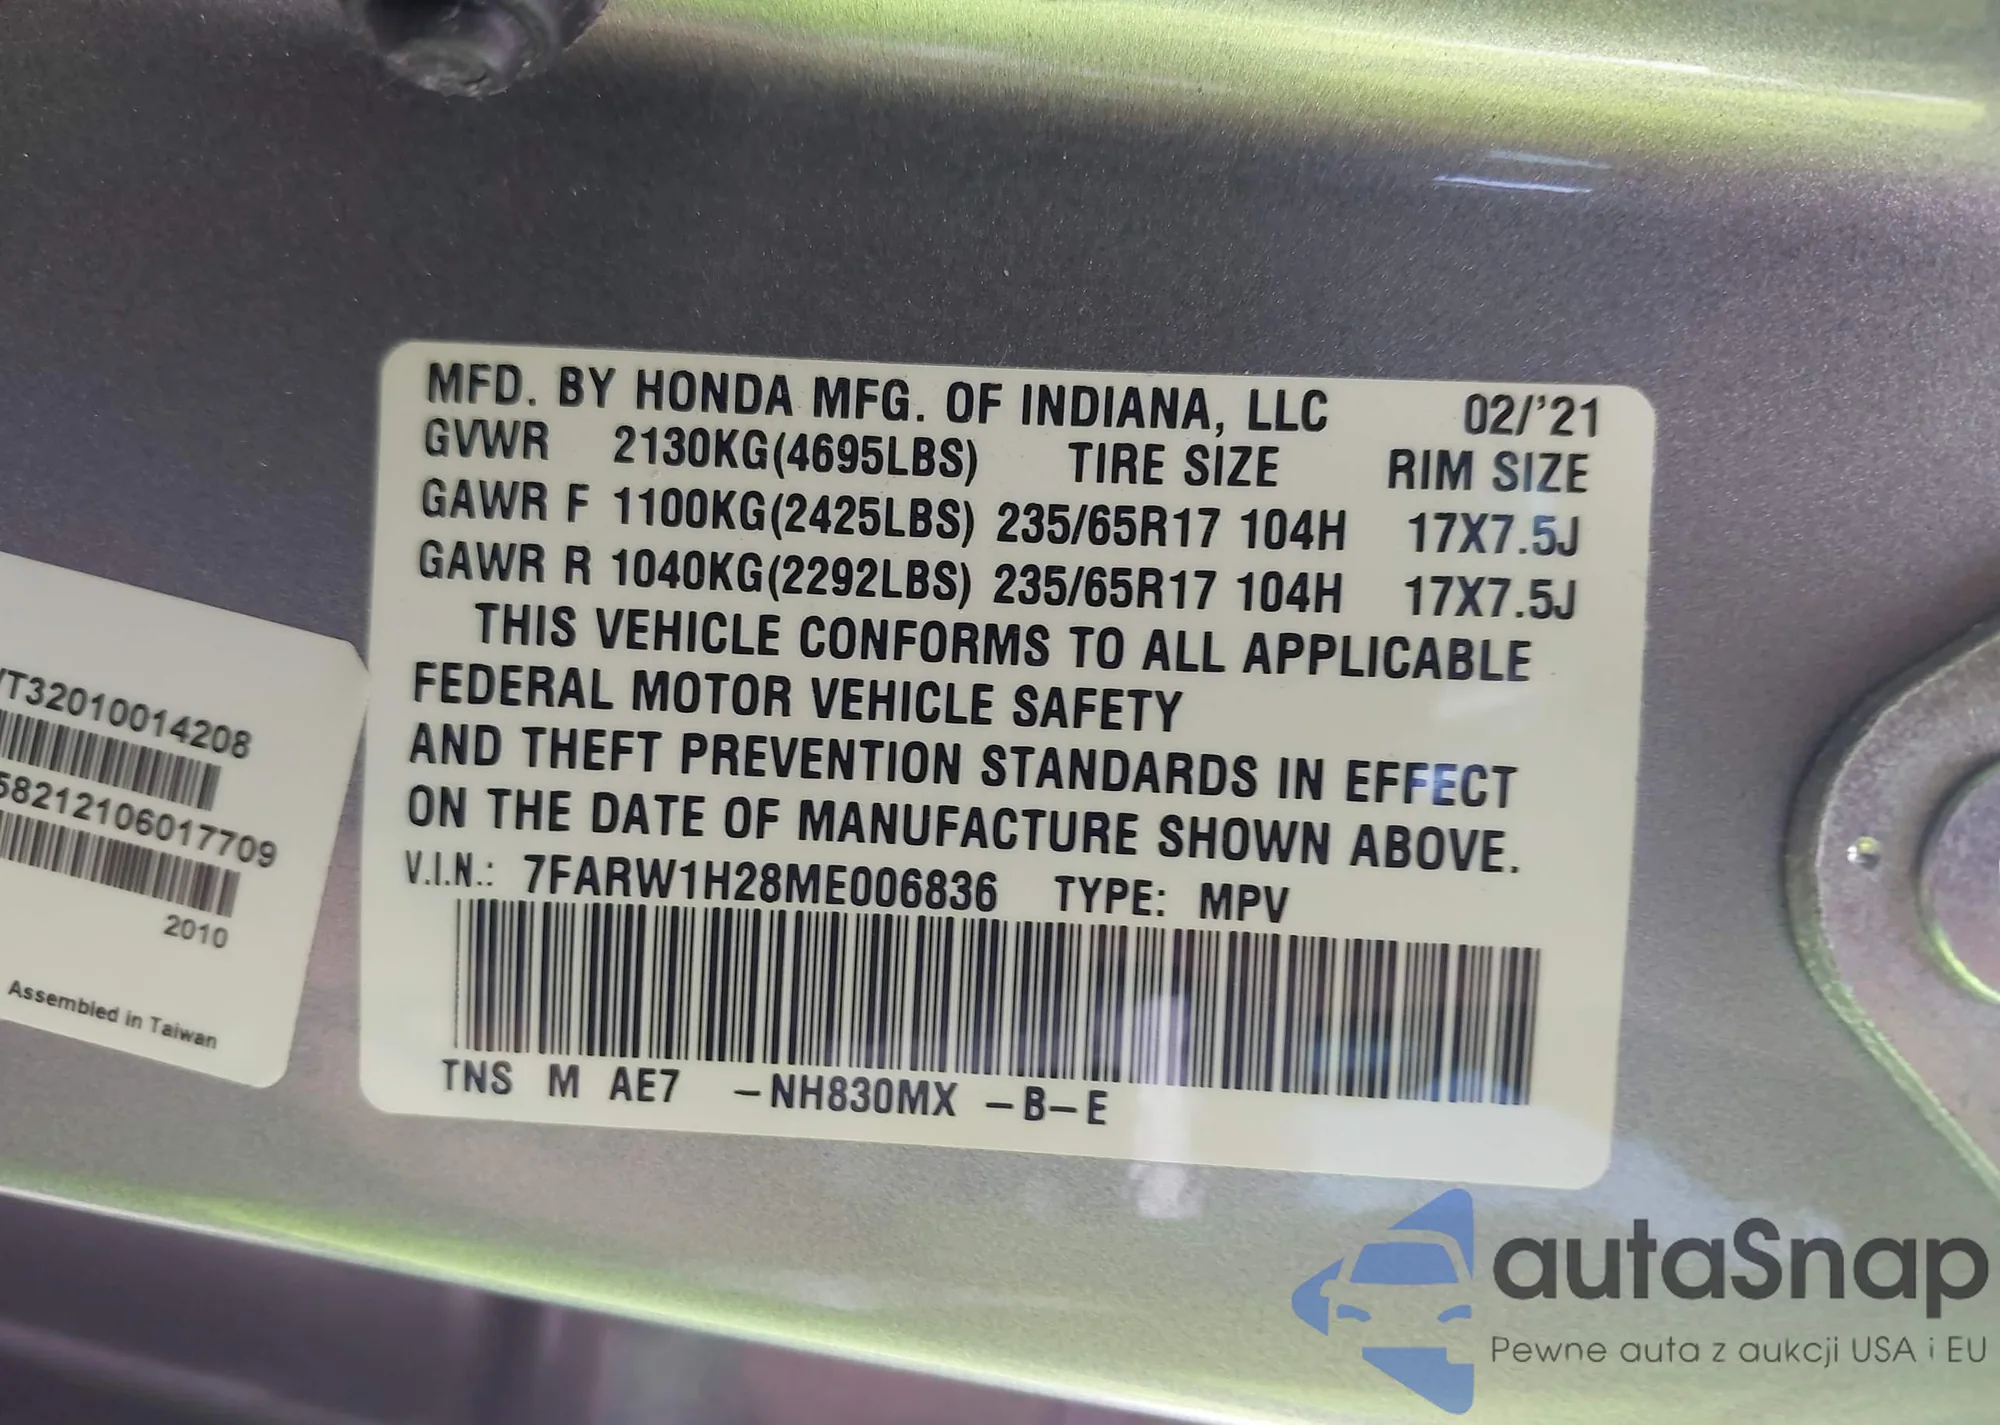 MFD. BY HONDA MFG. OF INDIANA, LLC 02/'21
GVWR 2130KG(4695LBS) TIRE SIZE RIM SIZE
GAWR F 1100KG(2425LBS) 235/65R17 104H 17X7.5J
GAWR R 1040KG(2292LBS) 235/65R17 104H 17X7.5J
THIS VEHICLE CONFORMS TO ALL APPLICABLE
FEDERAL MOTOR VEHICLE SAFETY
AND THEFT PREVENTION STANDARDS IN EFFECT
ON THE DATE OF MANUFACTURE SHOWN ABOVE.
V.I.N.: 7FARW1H28ME006836 TYPE: MPV
TNS M AE7 -NH830MX -B-E
T32010014208
58212106017709
2010
Assembled in Taiwan
autaSnap
Pewne auta z aukcji USA i EU